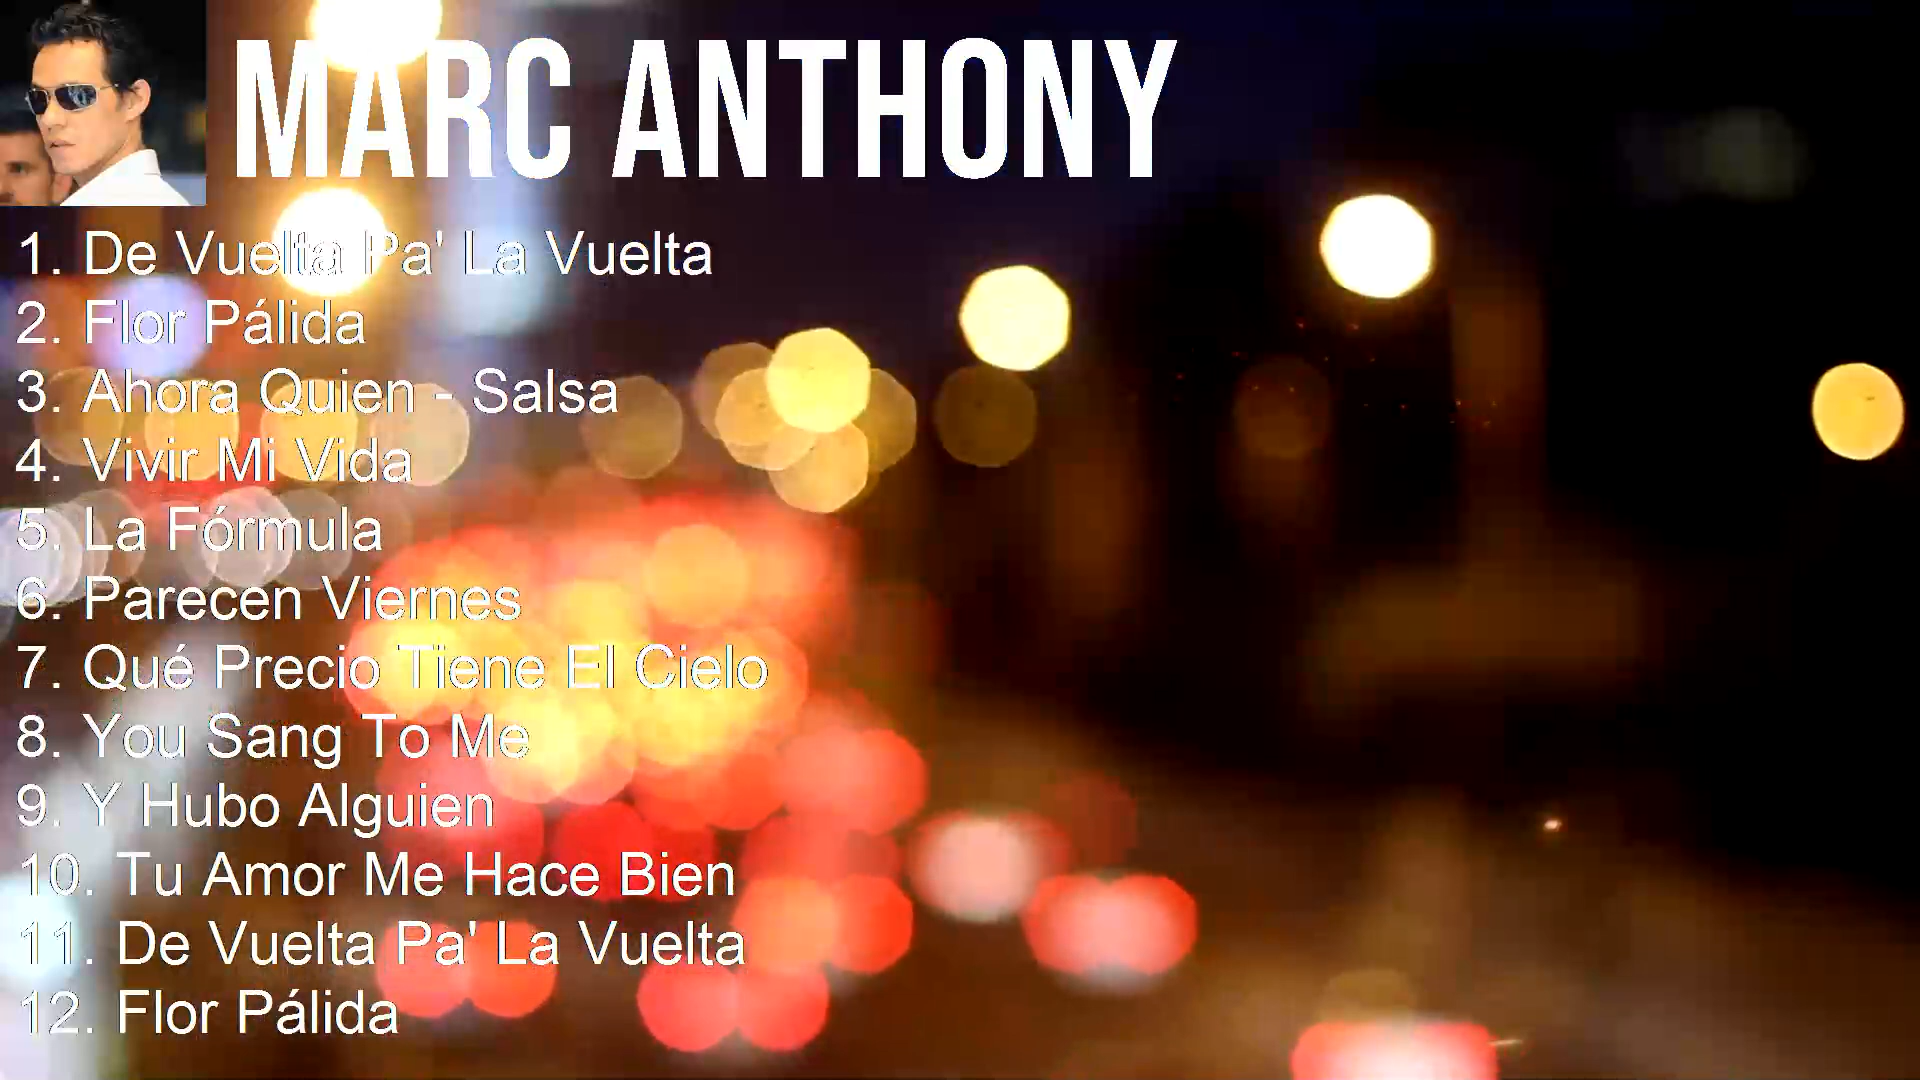 MARC ANTHONY
1. De Vuelta Pa' La Vuelta
2. Flor Pálida
3. Ahora Quien - Salsa
4. Vivir Mi Vida
5. La Fórmula
6. Parecen Viernes
7. Qué Precio Tiene El Cielo
8. You Sang To Me
9. Y Hubo Alguien
10. Tu Amor Me Hace Bien
11. De Vuelta Pa' La Vuelta
12. Flor Pálida